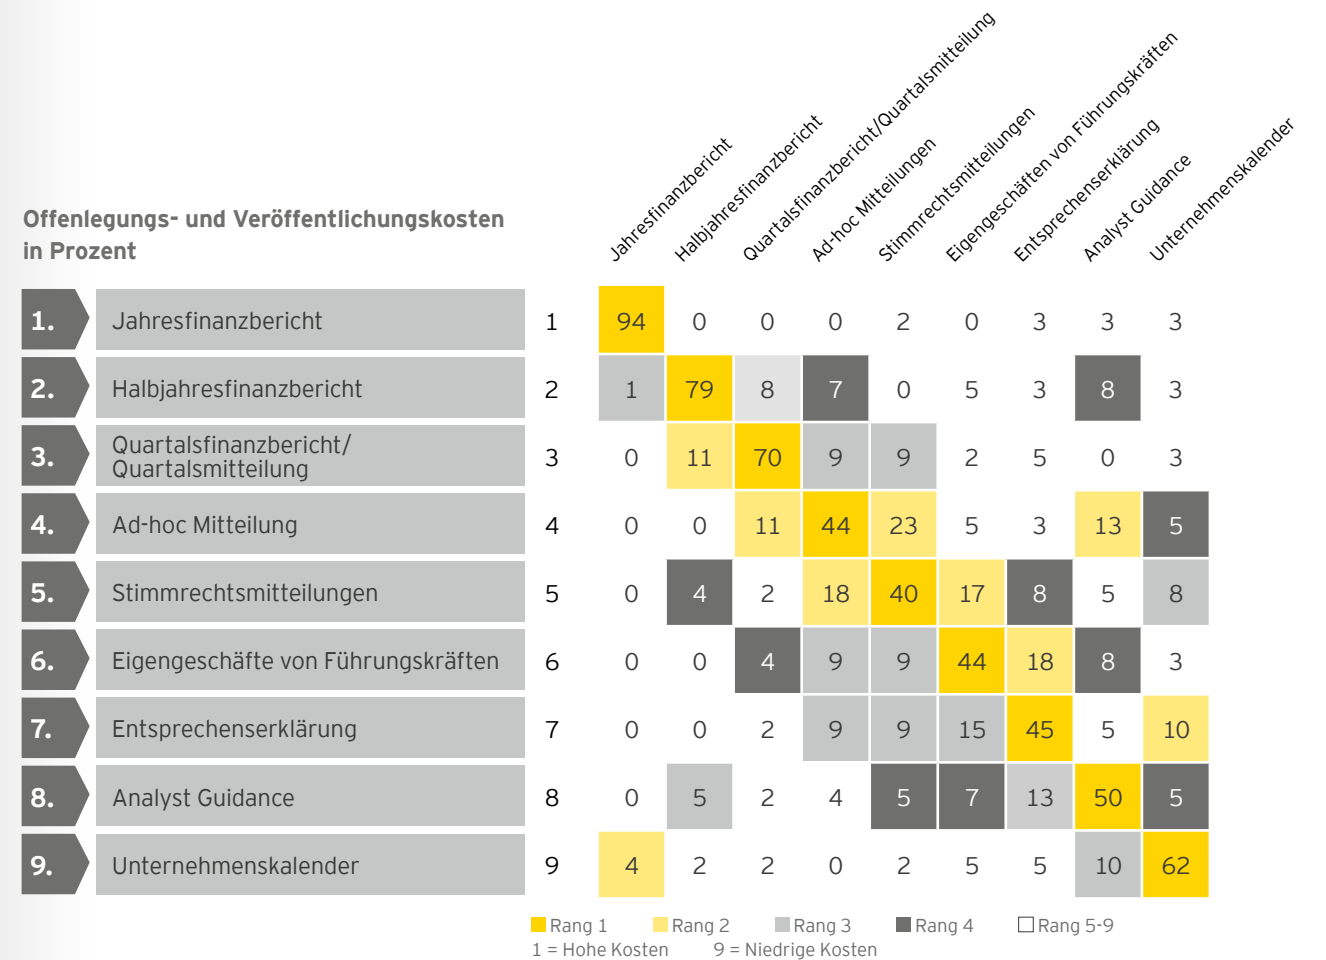 Jahresfinanzbericht
Halbjahresfinanzbericht
Quartalsfinanzbericht/Quartalsmitteilung
Ad-hoc Mitteilungen
Stimmrechtsmitteilungen
Eigengeschäften von Führungskräften
Entsprechenserklärung
Analyst Guidance
Unternehmenskalender
Offenlegungs- und Veröffentlichungskosten
in Prozent
1. Jahresfinanzbericht 1 94 0 0 0 2 0 3 3 3
2. Halbjahresfinanzbericht 2 1 79 8 7 0 5 3 8 3
3. Quartalsfinanzbericht/
Quartalsmitteilung 3 0 11 70 9 9 2 5 0 3
4. Ad-hoc Mitteilung 4 0 0 11 44 23 5 3 13 5
5. Stimmrechtsmitteilungen 5 0 4 2 18 40 17 8 5 8
6. Eigengeschäfte von Führungskräften 6 0 0 4 9 9 44 18 8 3
7. Entsprechenserklärung 7 0 0 2 9 9 15 45 5 10
8. Analyst Guidance 8 0 5 2 4 5 7 13 50 5
9. Unternehmenskalender 9 4 2 2 0 2 5 5 10 62
Rang 1 Rang 2 Rang 3 Rang 4 Rang 5-9
1 = Hohe Kosten 9 = Niedrige Kosten